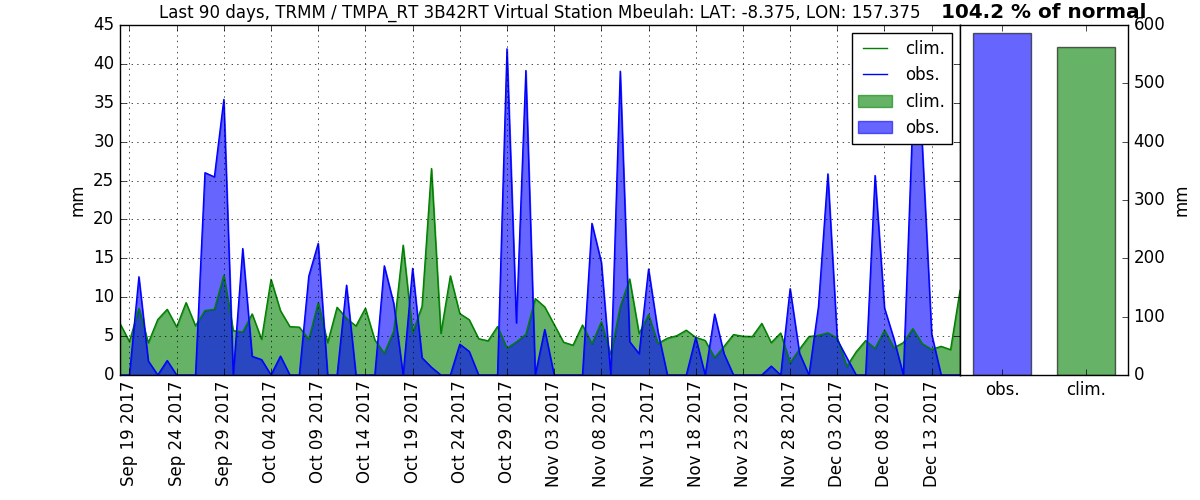 Last 90 days, TRMM / TMPA_RT 3B42RT Virtual Station Mbeulah: LAT: -8.375, LON: 157.375
104.2 % of normal
clim.
obs.
clim.
obs.
mm
45
40
35
30
25
20
15
10
5
0
Sep 19 2017
Sep 24 2017
Sep 29 2017
Oct 04 2017
Oct 09 2017
Oct 14 2017
Oct 19 2017
Oct 24 2017
Oct 29 2017
Nov 03 2017
Nov 08 2017
Nov 13 2017
Nov 18 2017
Nov 23 2017
Nov 28 2017
Dec 03 2017
Dec 08 2017
Dec 13 2017
600
500
400
300
200
100
0
mm
obs. clim.